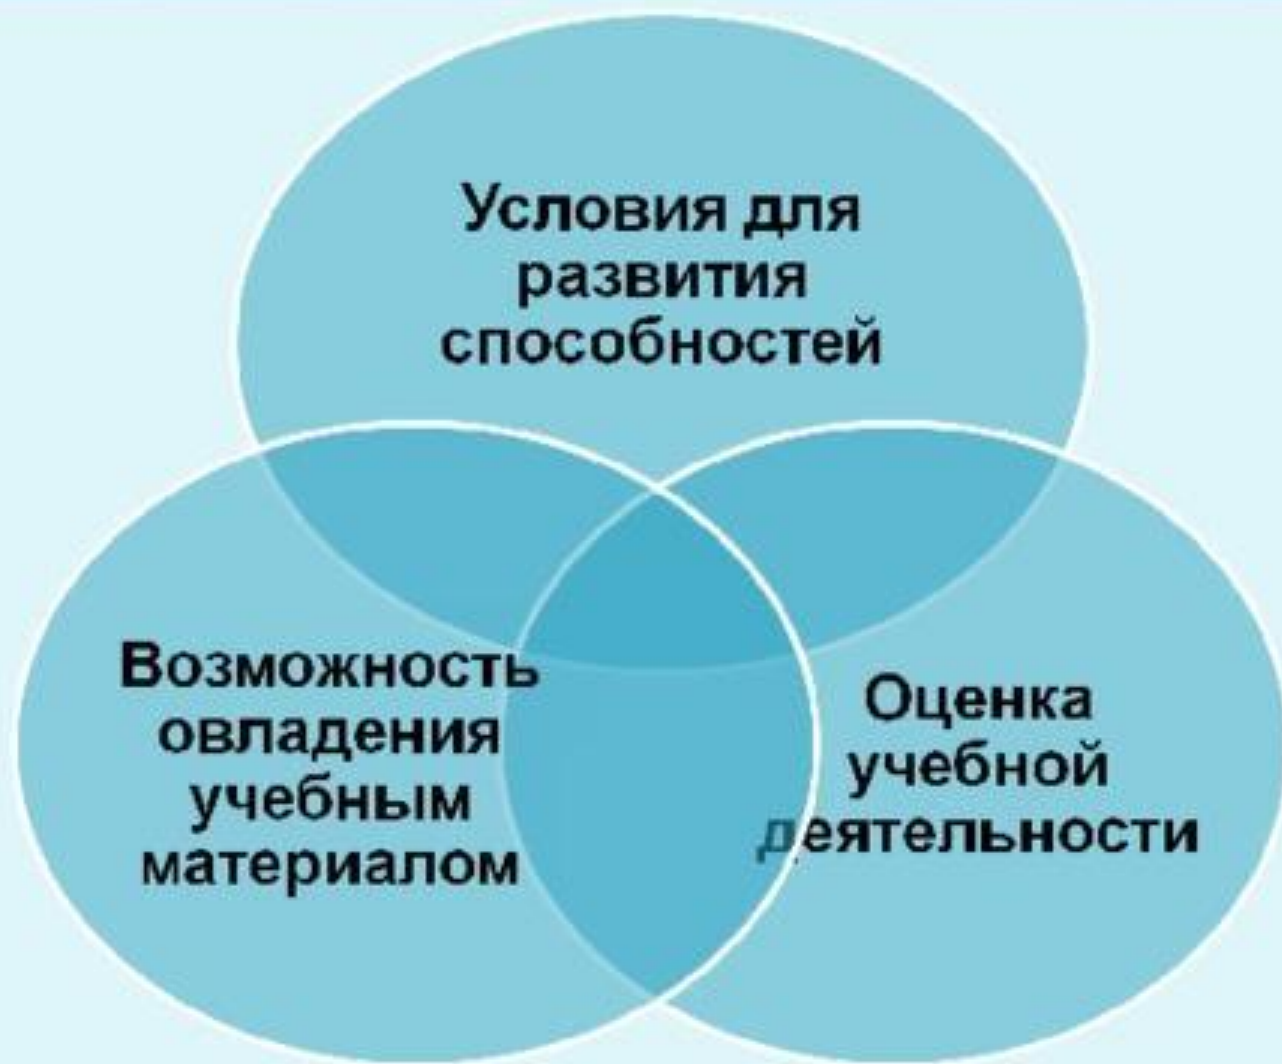 Условия для
развития
способностей
Возможность
овладения
учебным
материалом
Оценка
учебной
деятельности